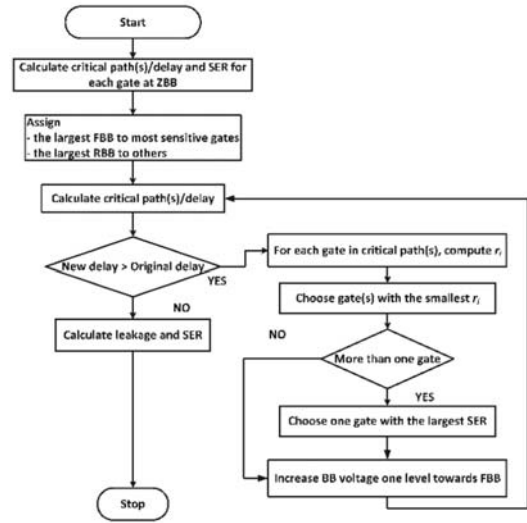 Start
Calculate critical path(s)/delay and SER for
each gate at ZBB
Assign
- the largest FBB to most sensitive gates
- the largest RBB to others
Calculate critical path(s)/delay
New delay > Original delay
YES
NO
Calculate leakage and SER
Stop
For each gate in critical path(s), compute rᵢ
Choose gate(s) with the smallest rᵢ
NO
More than one gate
YES
Choose one gate with the largest SER
Increase BB voltage one level towards FBB